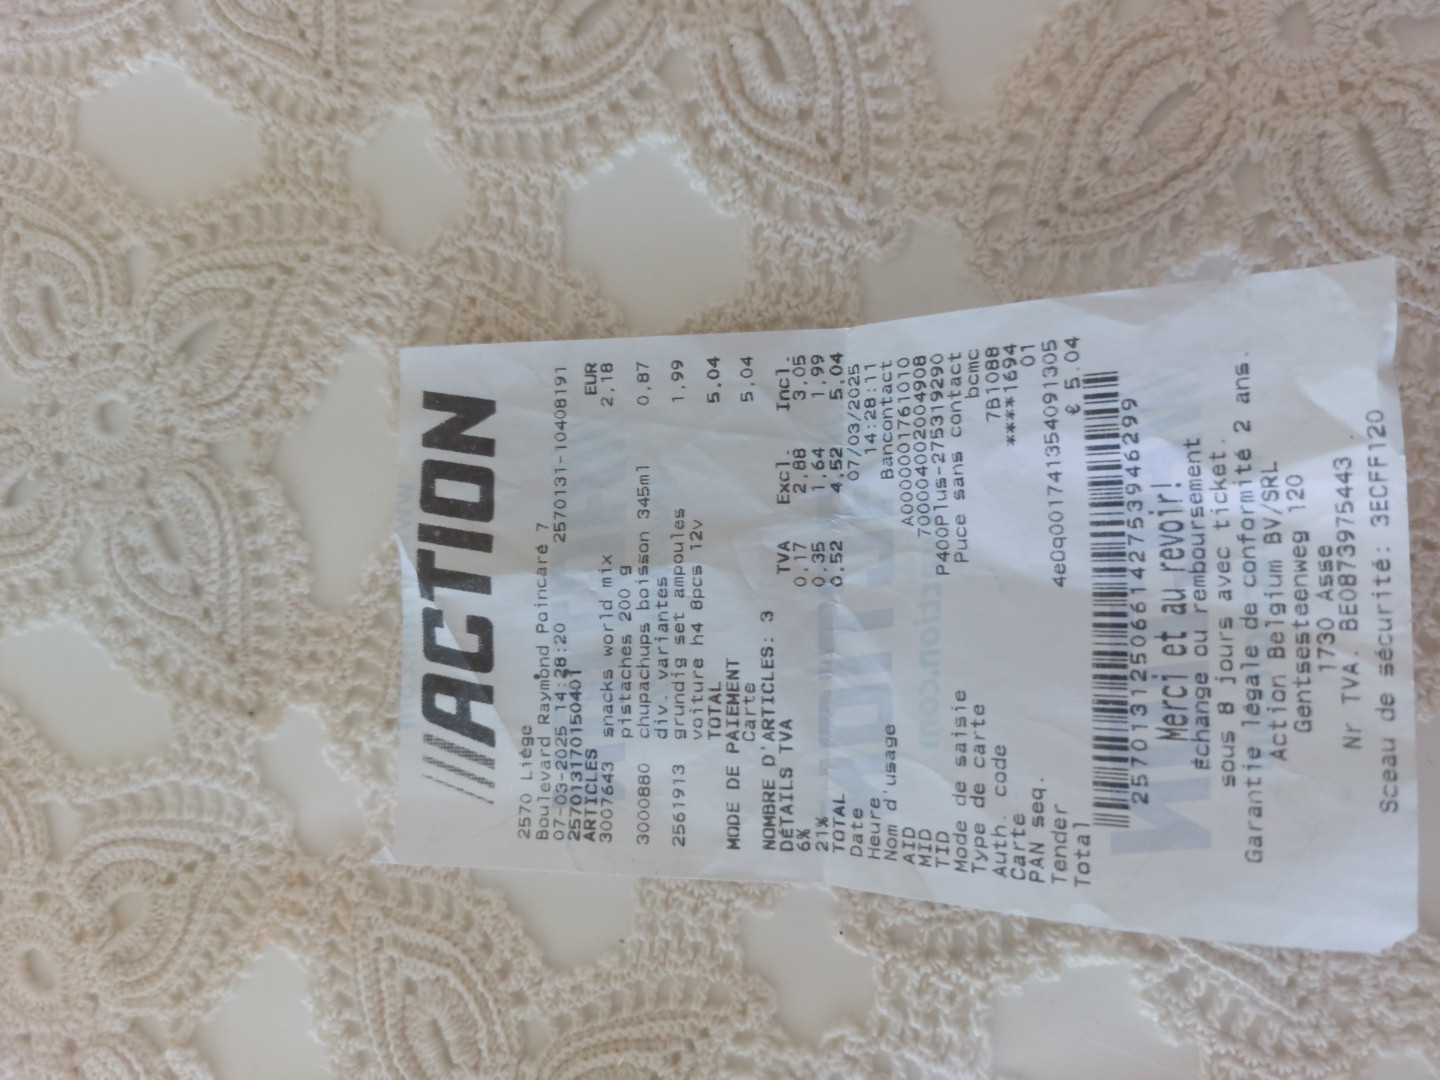 ACTION
2570 Liège
Boulevard Raymond Poincaré 7
07-03-2025 14:28:20 2570131-10408191
257013170150401
ARTICLES EUR
3007643 snacks world mix 2,18
pistaches 200 g
3000880 chupachups boisson 345ml 0,87
div. variantes
2561913 grundig set ampoules 1,99
voiture h4 8pcs 12v
TOTAL 5,04
MODE DE PAIEMENT
Carte 5,04
NOMBRE D'ARTICLES: 3
DÉTAILS TVA TVA Excl. Incl.
6% 0,17 2,88 3,05
21% 0,35 1,64 1,99
TOTAL 0,52 4,52 5,04
Date 07/03/2025
Heure 14:28:11
Nom d'usage Bancontact
AID A0000001761010
MID 700004002004908
TID P400Plus-275319290
Mode de saisie Puce sans contact
Type de carte bcmc
Auth. code 7B1088
Carte ****1694
PAN seq. 01
Tender 4e0q001741354091305
Total € 5.04
2570131250661427539462​99
Merci et au revoir!
Échange ou remboursement
sous 8 jours avec ticket.
Garantie légale de conformité 2 ans.
Action Belgium BV/SRL
Gentsesteenweg 120
1730 Asse
Nr TVA. BE0873975443
Sceau de sécurité: 3ECFF120